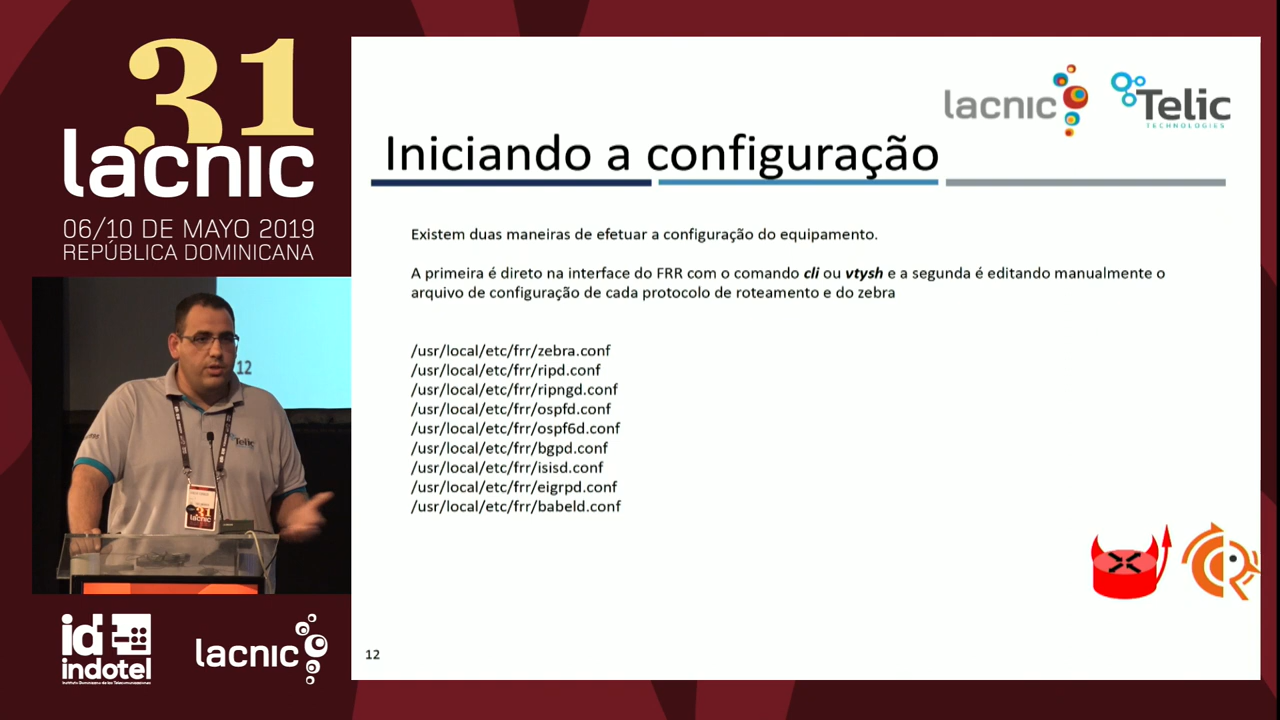 31
lacnic
06/10 DE MAYO 2019
REPÚBLICA DOMINICANA
12
Telic
31
lacnic
id
indotel
lacnic
lacnic
Telic
TECHNOLOGIES
Iniciando a configuração
Existem duas maneiras de efetuar a configuração do equipamento.
A primeira é direto na interface do FRR com o comando cli ou vtysh e a segunda é editando manualmente o
arquivo de configuração de cada protocolo de roteamento e do zebra
/usr/local/etc/frr/zebra.conf
/usr/local/etc/frr/ripd.conf
/usr/local/etc/frr/ripngd.conf
/usr/local/etc/frr/ospfd.conf
/usr/local/etc/frr/ospf6d.conf
/usr/local/etc/frr/bgpd.conf
/usr/local/etc/frr/isisd.conf
/usr/local/etc/frr/eigrpd.conf
/usr/local/etc/frr/babeld.conf
12